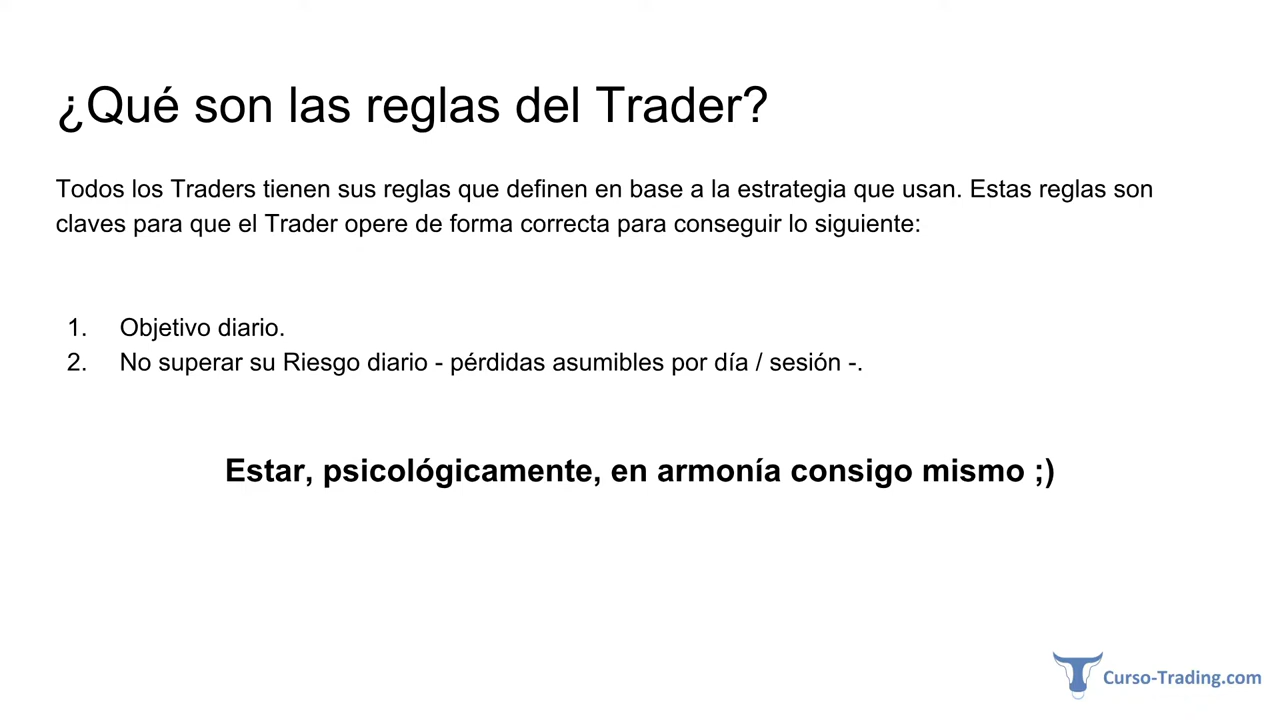 ¿Qué son las reglas del Trader?
Todos los Traders tienen sus reglas que definen en base a la estrategia que usan. Estas reglas son
claves para que el Trader opere de forma correcta para conseguir lo siguiente:
1. Objetivo diario.
2. No superar su Riesgo diario - pérdidas asumibles por día / sesión -.
Estar, psicológicamente, en armonía consigo mismo ;)
Curso-Trading.com